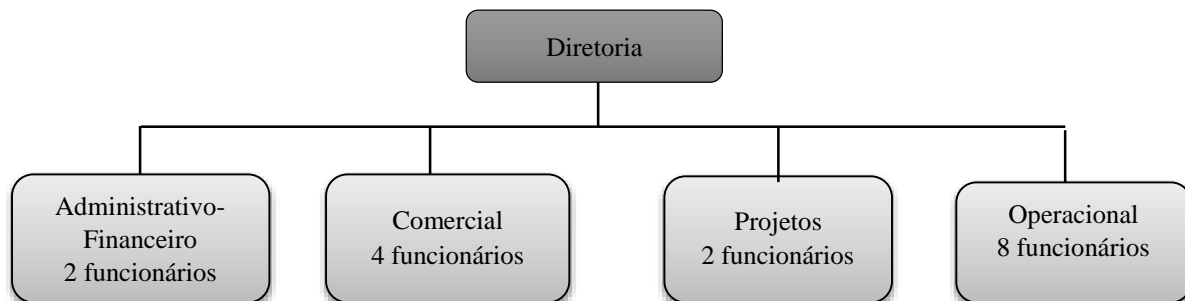 Diretoria
Administrativo-
Financeiro
2 funcionários
Comercial
4 funcionários
Projetos
2 funcionários
Operacional
8 funcionários